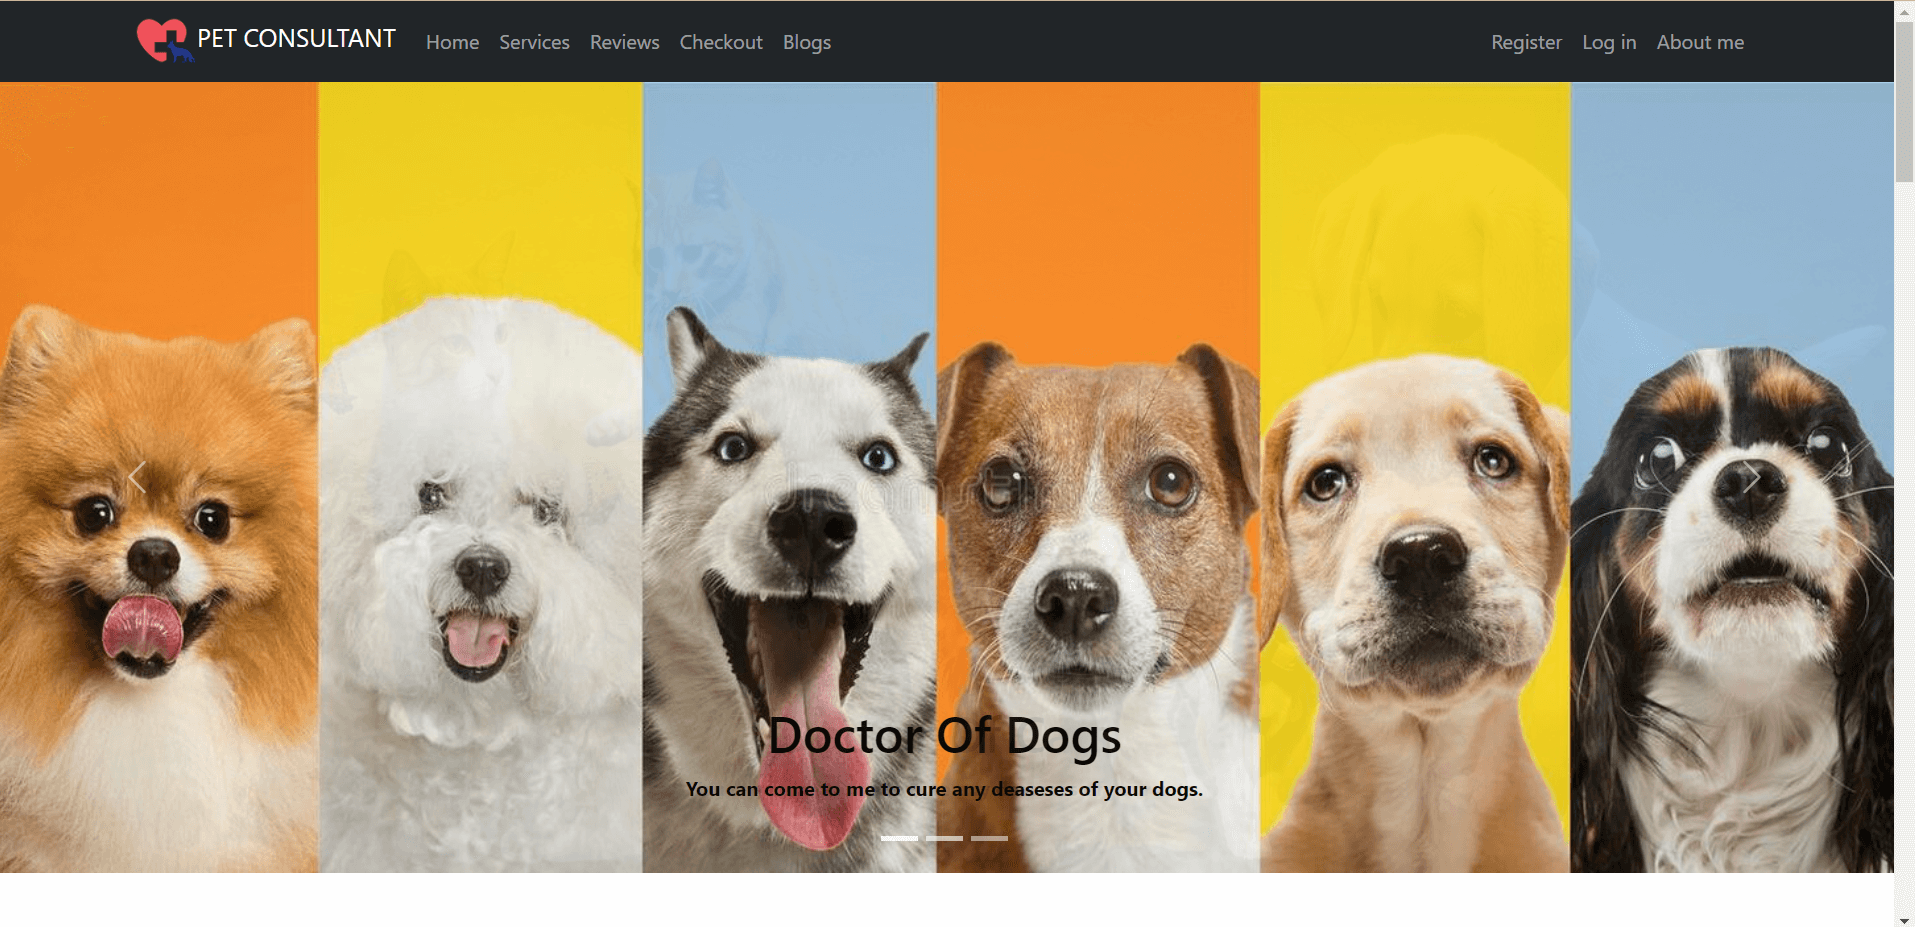 PET CONSULTANT Home Services Reviews Checkout Blogs Register Log in About me
Doctor Of Dogs
You can come to me to cure any deaseses of your dogs.